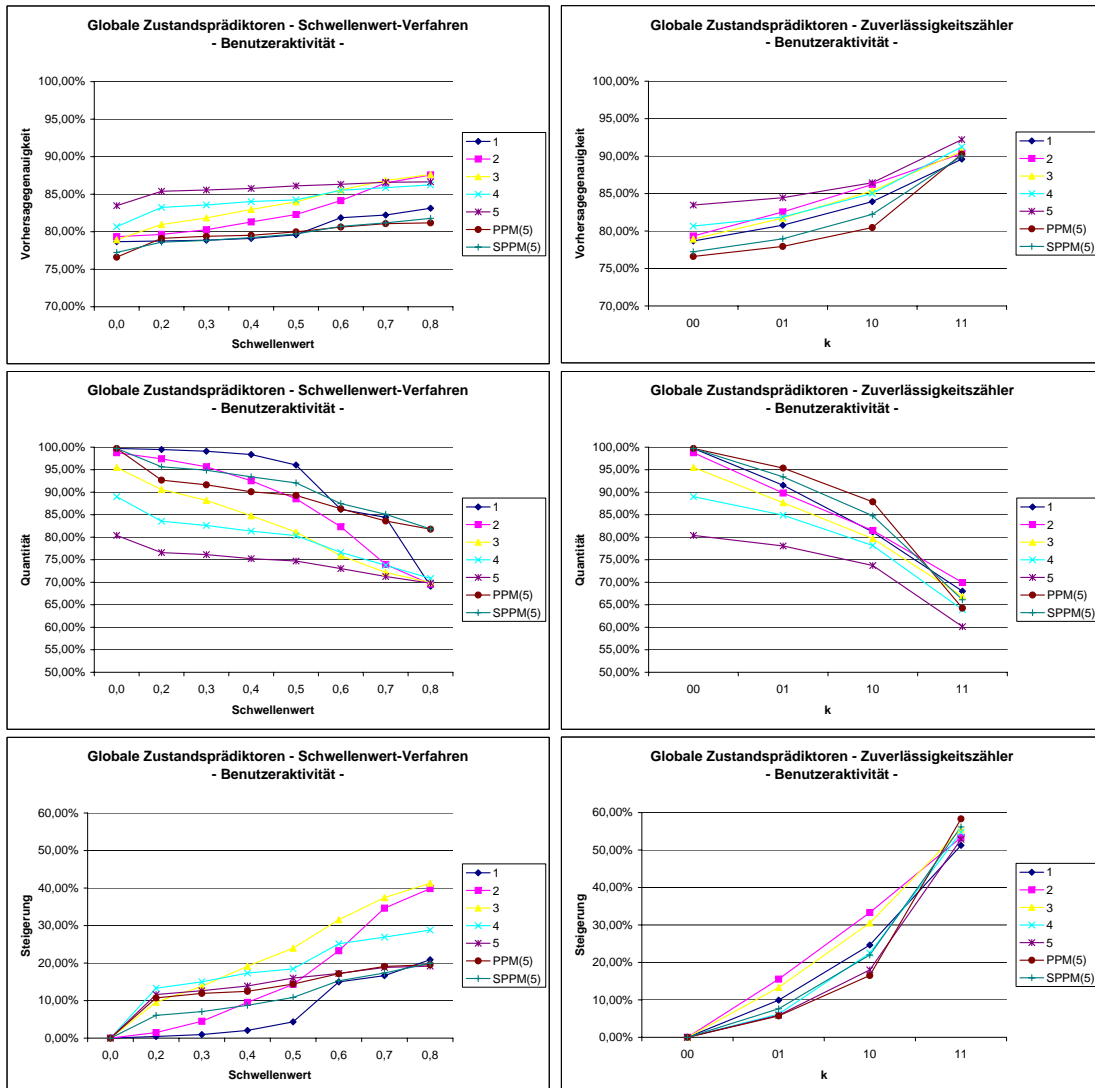 Globale Zustandsprädiktoren - Schwellenwert-Verfahren
- Benutzeraktivität -
Vorhersagegenauigkeit
100,00%
95,00%
90,00%
85,00%
80,00%
75,00%
70,00%
0,0 0,2 0,3 0,4 0,5 0,6 0,7 0,8
Schwellenwert
1
2
3
4
5
PPM(5)
SPPM(5)
Globale Zustandsprädiktoren - Zuverlässigkeitszähler
- Benutzeraktivität -
Vorhersagegenauigkeit
100,00%
95,00%
90,00%
85,00%
80,00%
75,00%
70,00%
00 01 10 11
k
1
2
3
4
5
PPM(5)
SPPM(5)
Globale Zustandsprädiktoren - Schwellenwert-Verfahren
- Benutzeraktivität -
Quantität
100,00%
95,00%
90,00%
85,00%
80,00%
75,00%
70,00%
65,00%
60,00%
55,00%
50,00%
0,0 0,2 0,3 0,4 0,5 0,6 0,7 0,8
Schwellenwert
1
2
3
4
5
PPM(5)
SPPM(5)
Globale Zustandsprädiktoren - Zuverlässigkeitszähler
- Benutzeraktivität -
Quantität
100,00%
95,00%
90,00%
85,00%
80,00%
75,00%
70,00%
65,00%
60,00%
55,00%
50,00%
00 01 10 11
k
1
2
3
4
5
PPM(5)
SPPM(5)
Globale Zustandsprädiktoren - Schwellenwert-Verfahren
- Benutzeraktivität -
Steigerung
60,00%
50,00%
40,00%
30,00%
20,00%
10,00%
0,00%
0,0 0,2 0,3 0,4 0,5 0,6 0,7 0,8
Schwellenwert
1
2
3
4
5
PPM(5)
SPPM(5)
Globale Zustandsprädiktoren - Zuverlässigkeitszähler
- Benutzeraktivität -
Steigerung
60,00%
50,00%
40,00%
30,00%
20,00%
10,00%
0,00%
00 01 10 11
k
1
2
3
4
5
PPM(5)
SPPM(5)